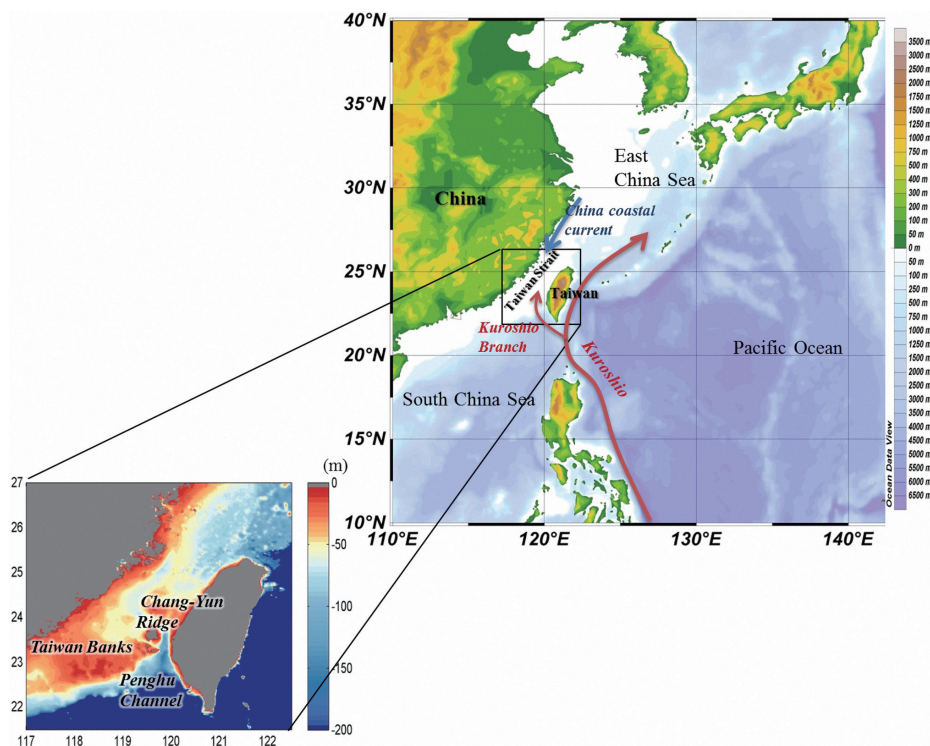 40°N
35°N
30°N
25°N
20°N
15°N
10°N
110°E
120°E
130°E
140°E
China
East
China Sea
China coastal
current
Taiwan Strait
Taiwan
Kuroshio
Branch
Kuroshio
Pacific Ocean
South China Sea
3500 m
3000 m
2500 m
2000 m
1750 m
1500 m
1250 m
1000 m
750 m
500 m
400 m
300 m
200 m
100 m
50 m
0 m
50 m
100 m
200 m
300 m
400 m
500 m
750 m
1000 m
1500 m
2000 m
2500 m
3000 m
3500 m
4000 m
4500 m
5000 m
5500 m
6000 m
6500 m
Ocean Data View
(m)
27
26
25
24
23
22
117
118
119
120
121
122
Chang-Yun
Ridge
Taiwan Banks
Penghu
Channel
0
-50
-100
-150
-200